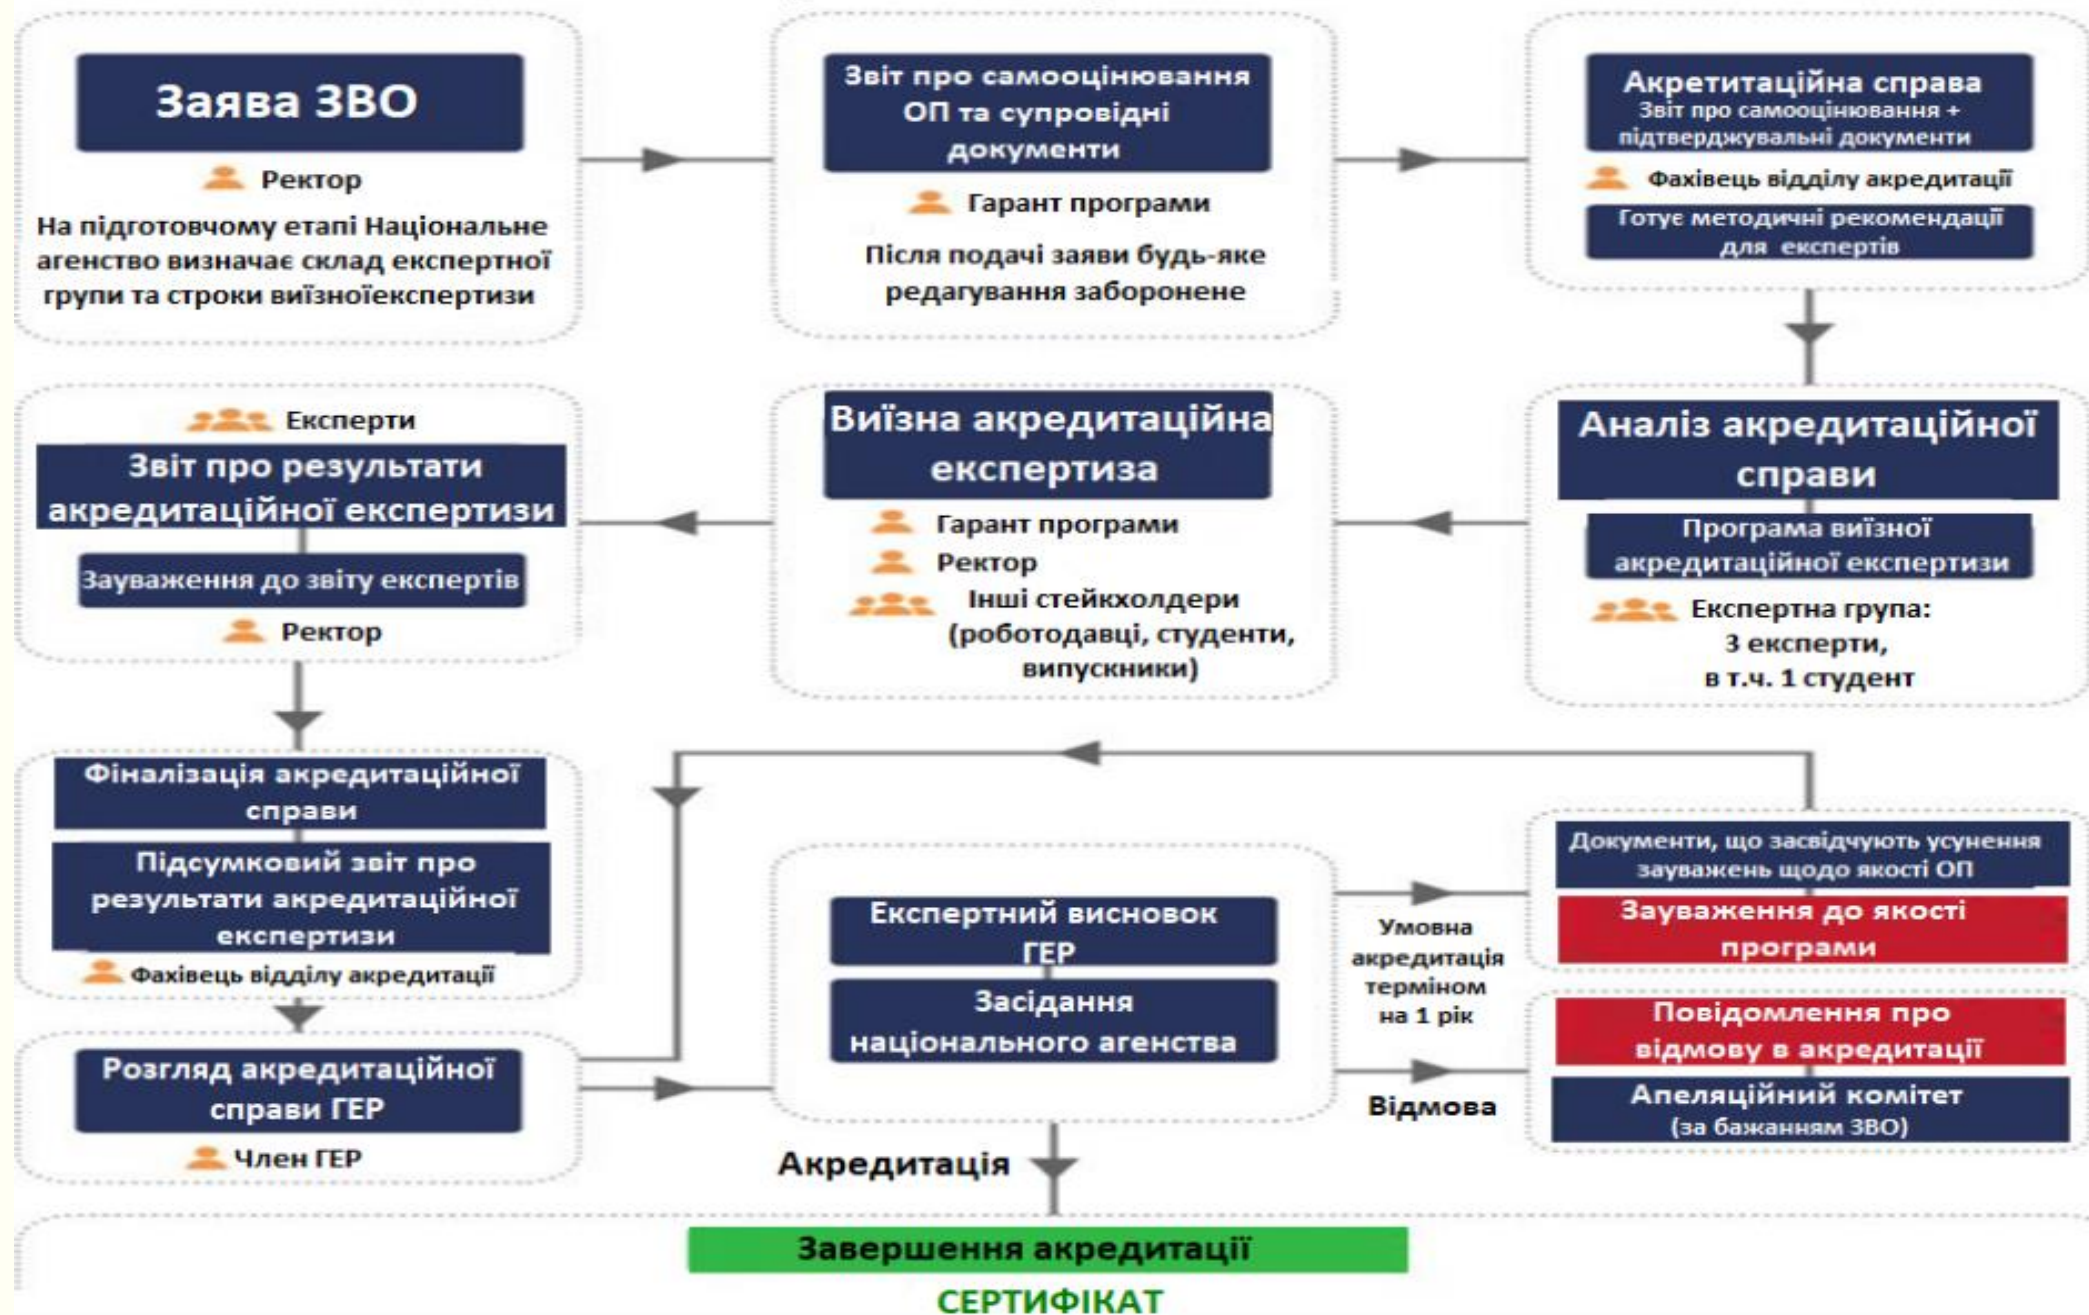 Заява ЗВО
Ректор
На підготовчому етапі Національне
агенство визначає склад експертної
групи та строки виїзноїекспертизи
Звіт про самооцінювання
ОП та супровідні
документи
Гарант програми
Після подачі заяви будь-яке
редагування заборонене
Акретитаційна справа
Звіт про самооцінювання +
підтверджувальні документи
Фахівець відділу акредитації
Готує методичні рекомендації
для експертів
Аналіз акредитаційної
справи
Програма виїзної
акредитаційної експертизи
Експертна група:
3 експерти,
в т.ч. 1 студент
Виїзна акредитаційна
експертиза
Гарант програми
Ректор
Інші стейкхолдери
(роботодавці, студенти,
випускники)
Експерти
Звіт про результати
акредитаційної експертизи
Зауваження до звіту експертів
Ректор
Фіналізація акредитаційної
справи
Підсумковий звіт про
результати акредитаційної
експертизи
Фахівець відділу акредитації
Розгляд акредитаційної
справи ГЕР
Член ГЕР
Експертний висновок
ГЕР
Засідання
національного агенства
Умовна
акредитація
терміном
на 1 рік
Документи, що засвідчують усунення
зауважень щодо якості ОП
Зауваження до якості
програми
Відмова
Повідомлення про
відмову в акредитації
Апеляційний комітет
(за бажанням ЗВО)
Акредитація
Завершення акредитації
СЕРТИФІКАТ